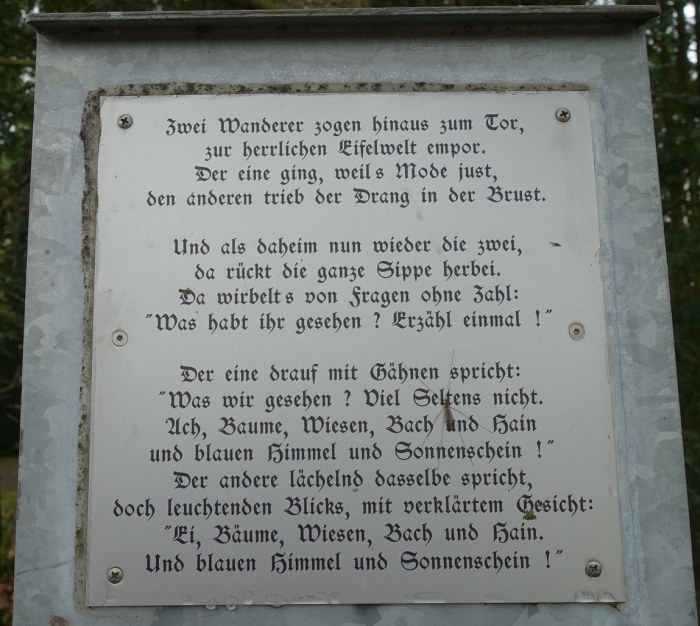 Zwei Wanderer zogen hinaus zum Tor,
zur herrlichen Eifelwelt empor.
Der eine ging, weil s Mode just,
den anderen trieb der Drang in der Brust.
Und als daheim nun wieder die zwei,
da rückt die ganze Sippe herbei.
Da wirbelt s von Fragen ohne Zahl:
"Was habt ihr gesehen ? Erzähl einmal !"
Der eine drauf mit Gähnen spricht:
"Was wir gesehen ? Viel Seltens nicht.
Ach, Baume, Wiesen, Bach und Hain
und blauen Himmel und Sonnenschein !"
Der andere lächelnd dasselbe spricht,
doch leuchtenden Blicks, mit verklärtem Gesicht:
"Ei, Bäume, Wiesen, Bach und Hain.
Und blauen Himmel und Sonnenschein !"